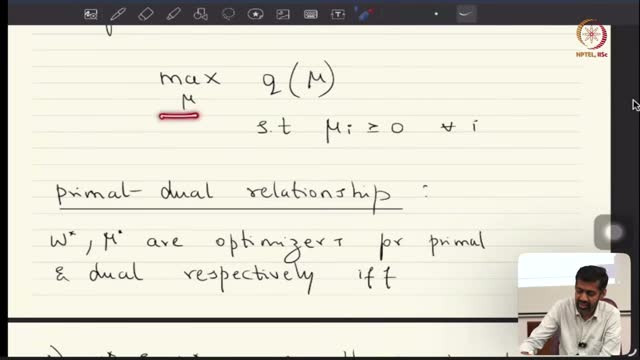 NPTEL, IISc
max q(μ)
μ
s.t μi ≥ 0 ∀ i
primal-dual relationship :
w*, μ* are optimizers for primal
& dual respectively iff